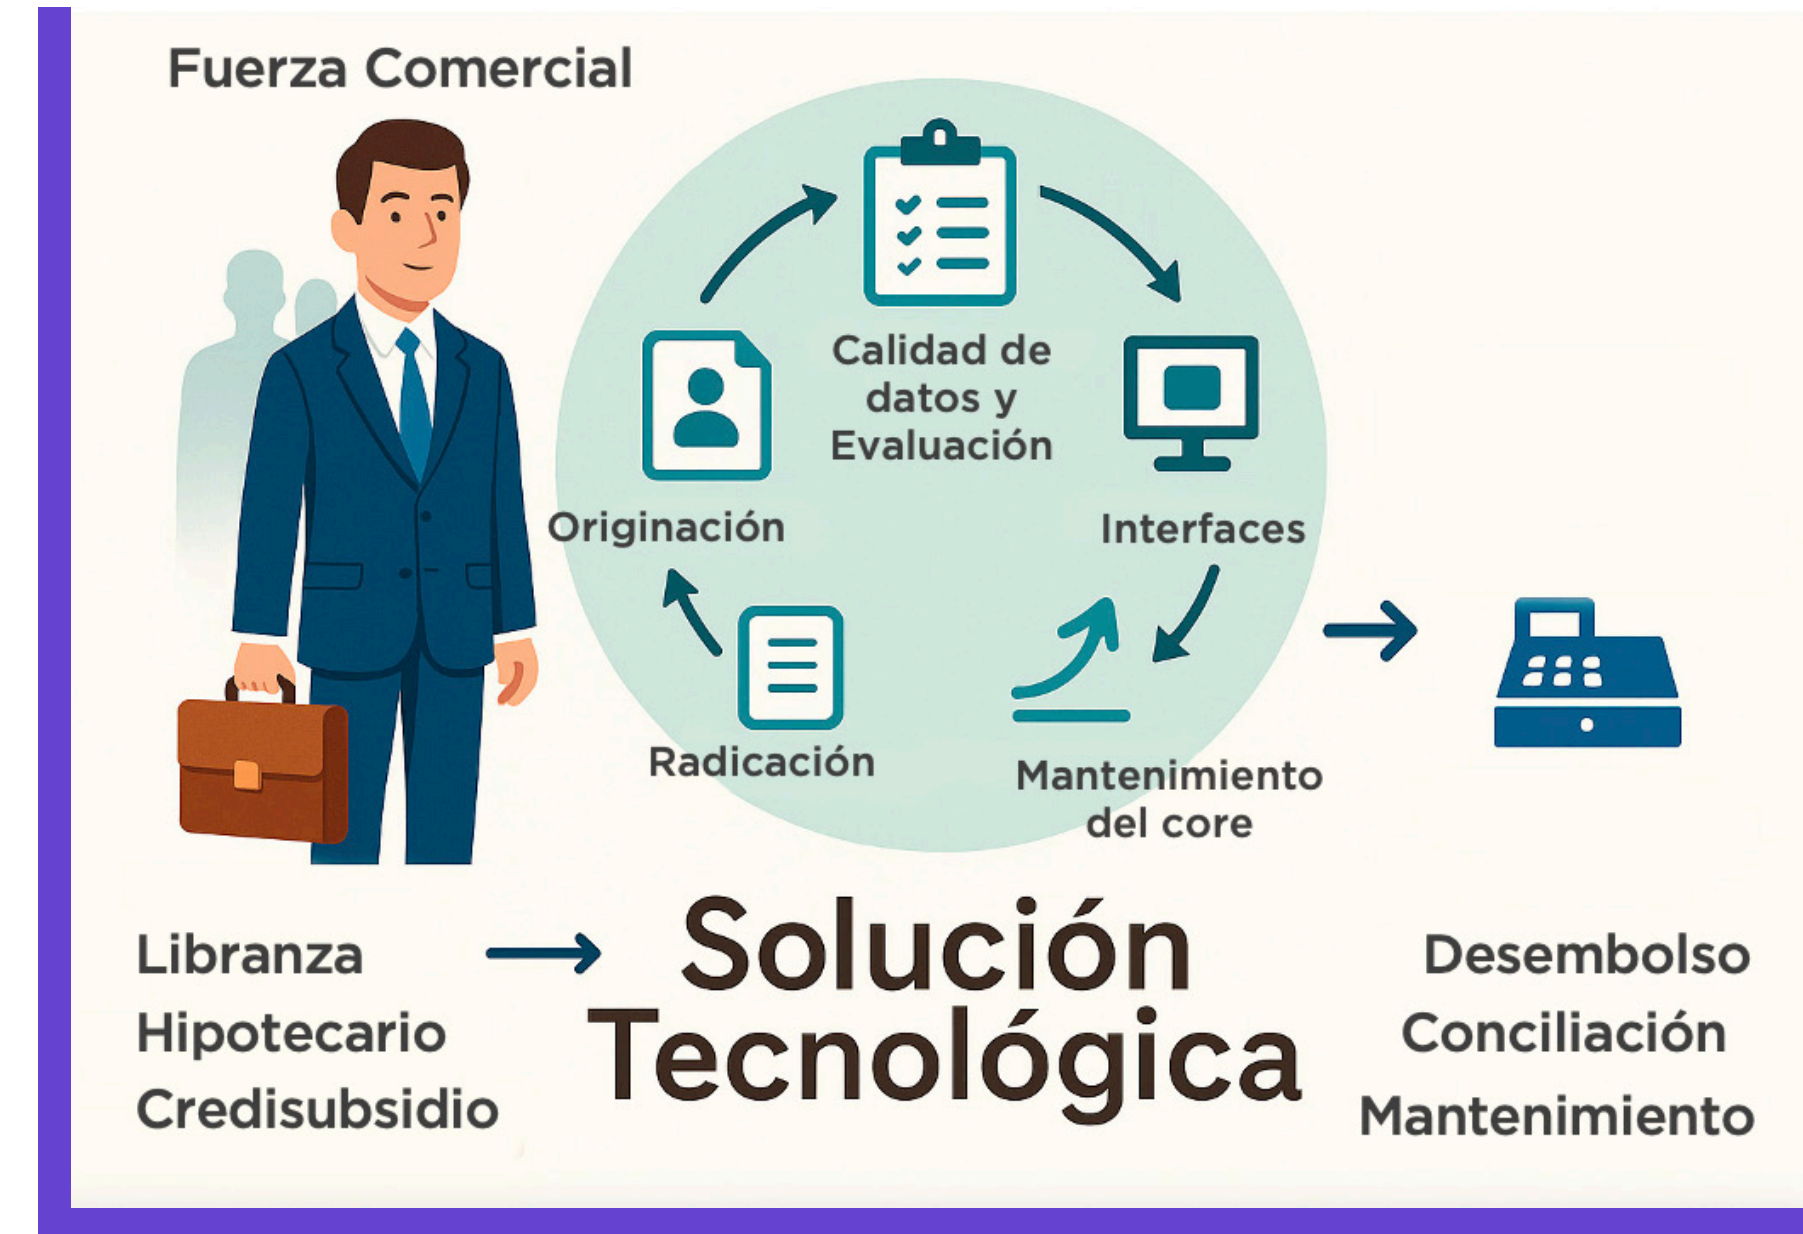 Fuerza Comercial
Calidad de
datos y
Evaluación
Originación
Interfaces
Radicación
Mantenimiento
del core
Solución
Tecnológica
Libranza
Hipotecario
Credisubsidio
Desembolso
Conciliación
Mantenimiento